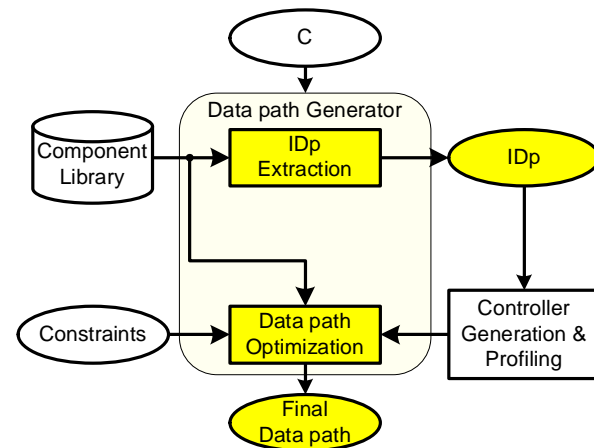 C
Data path Generator
Component
Library
IDp
Extraction
IDp
Constraints
Data path
Optimization
Controller
Generation &
Profiling
Final
Data path